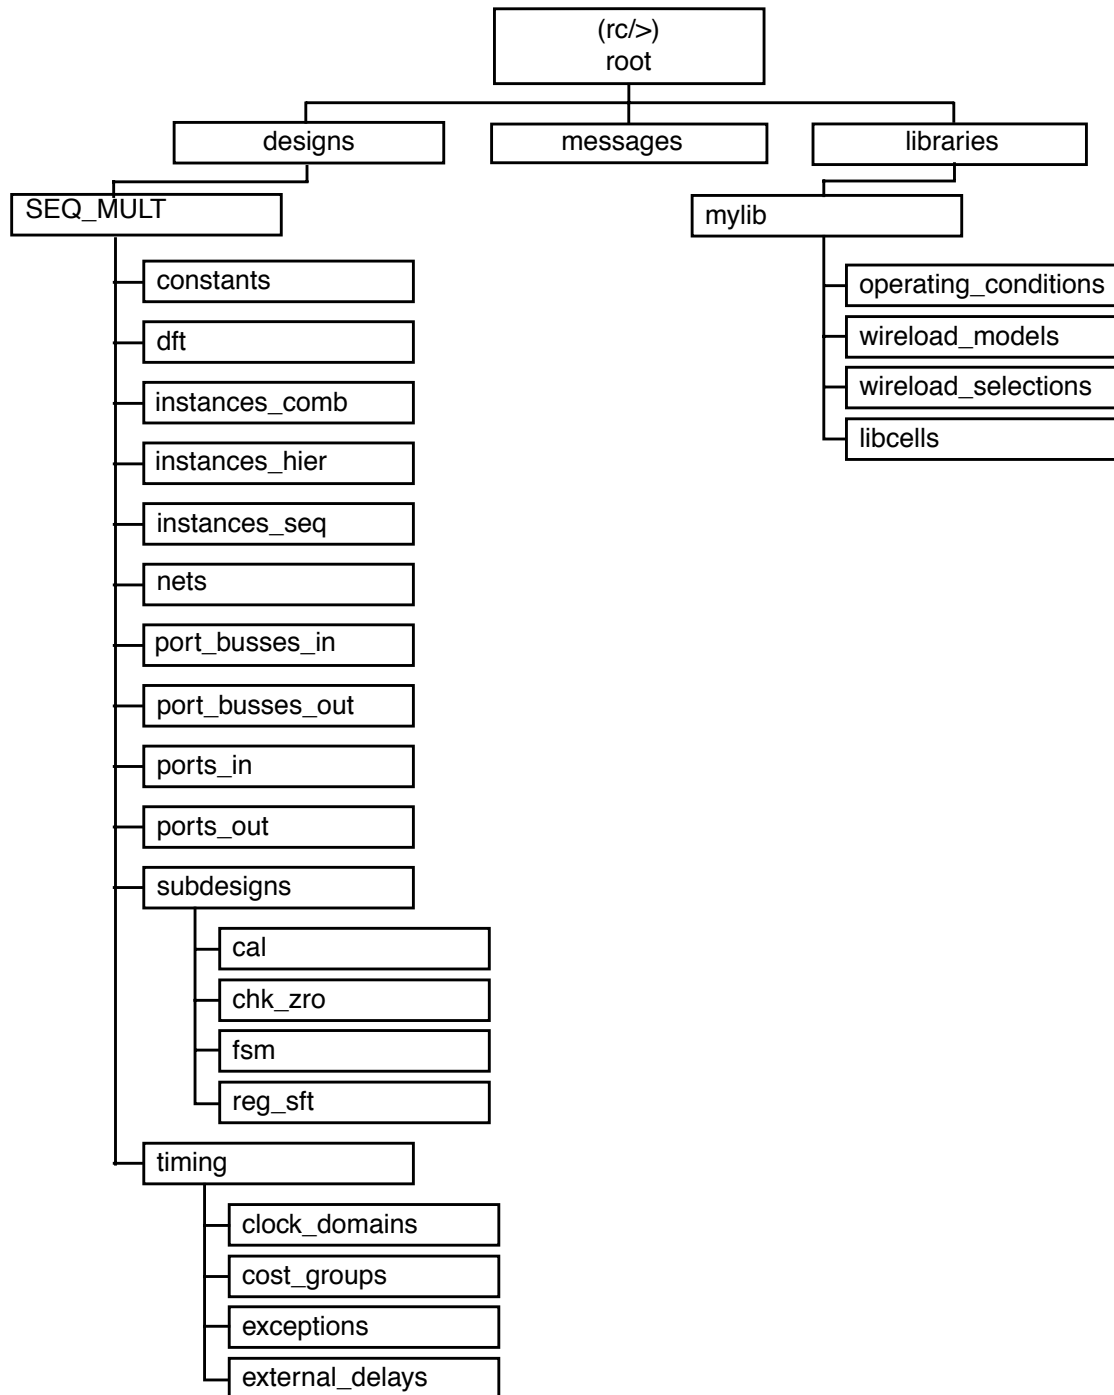 (rc/>)
root
designs
messages
libraries
SEQ_MULT
mylib
constants
operating_conditions
dft
wireload_models
instances_comb
wireload_selections
instances_hier
libcells
instances_seq
nets
port_busses_in
port_busses_out
ports_in
ports_out
subdesigns
cal
chk_zro
fsm
reg_sft
timing
clock_domains
cost_groups
exceptions
external_delays